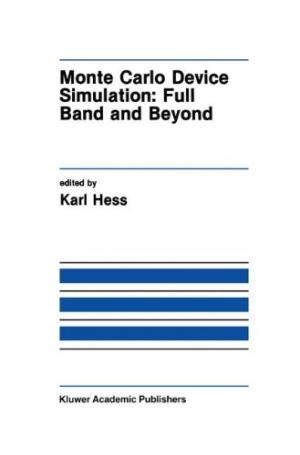 Monte Carlo Device
Simulation: Full
Band and Beyond
edited by
Karl Hess
Kluwer Academic Publishers